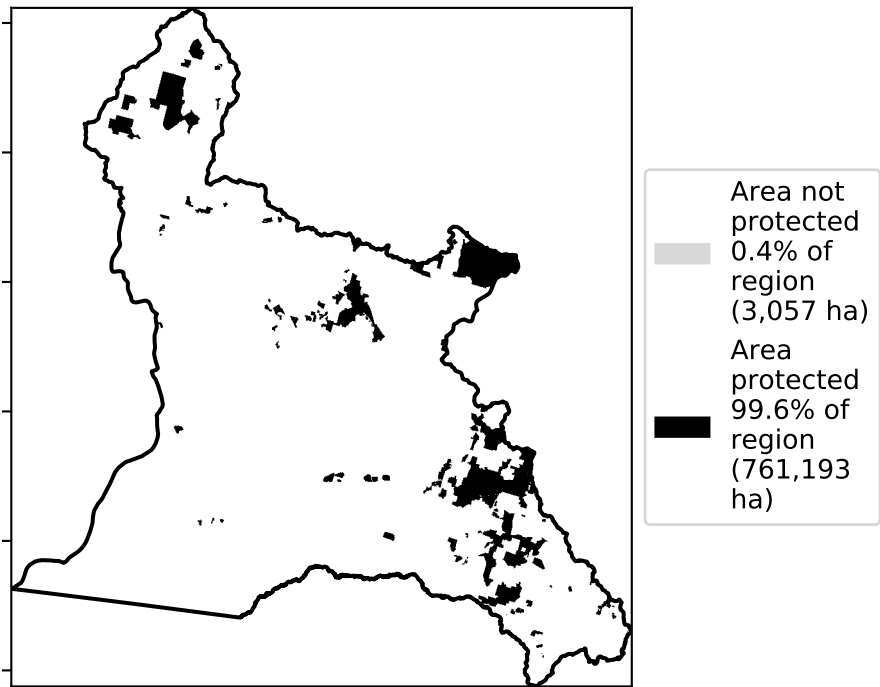 Area not
protected
0.4% of
region
(3,057 ha)
Area
protected
99.6% of
region
(761,193
ha)